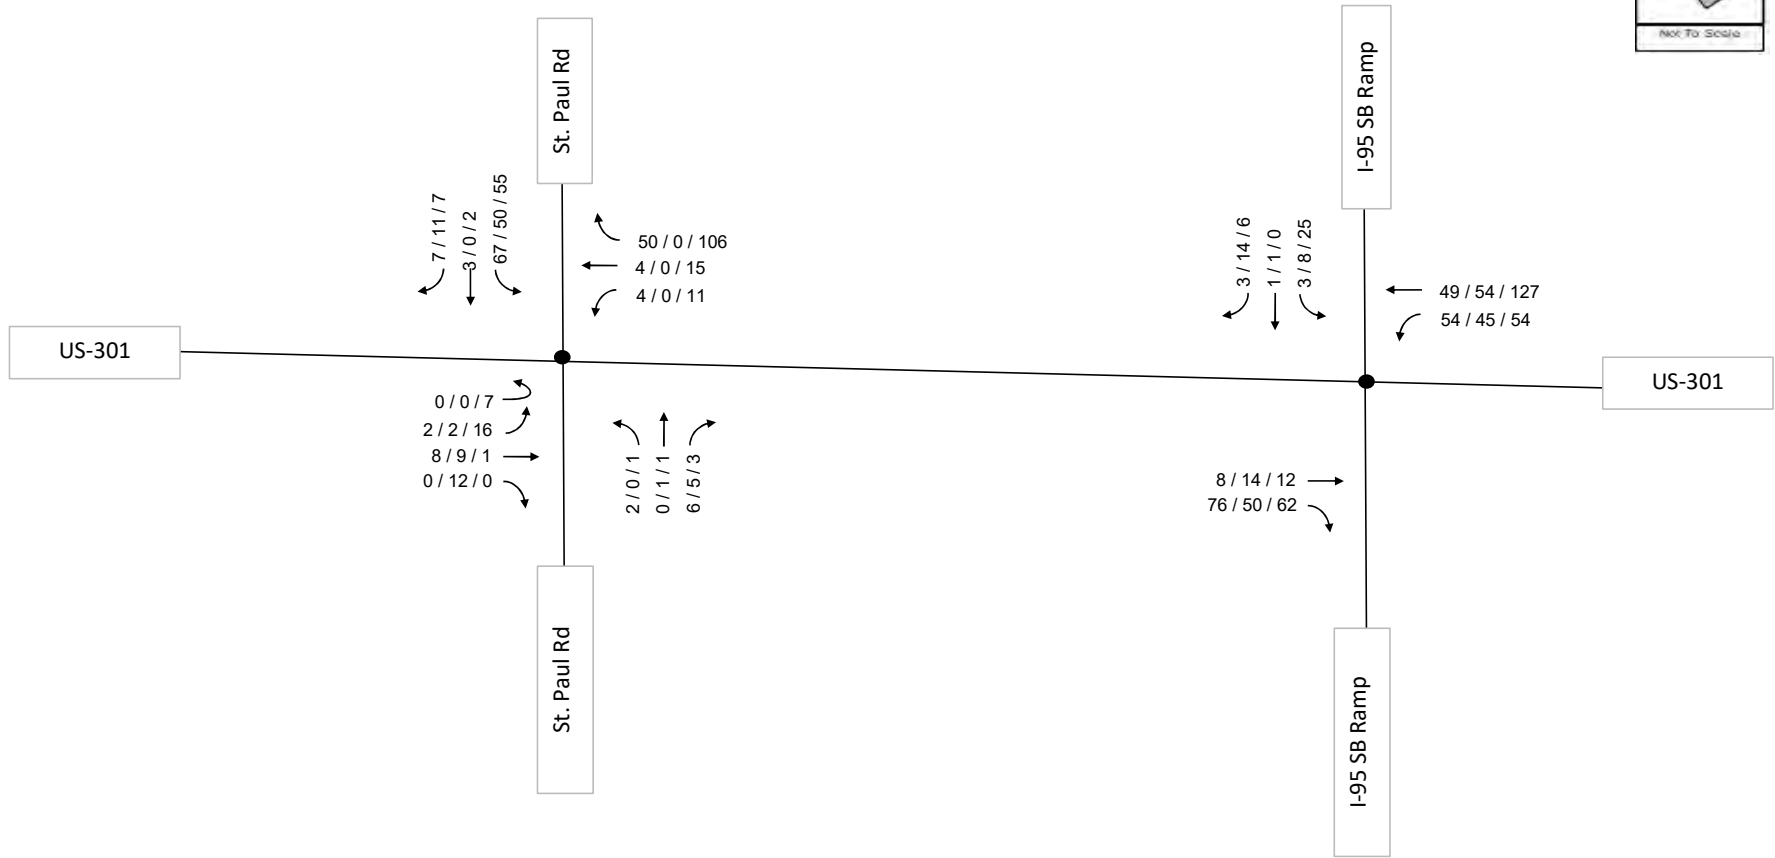 Not To Scale
St. Paul Rd
I-95 SB Ramp
7 / 11 / 7
3 / 0 / 2
67 / 50 / 55
50 / 0 / 106
4 / 0 / 15
4 / 0 / 11
3 / 14 / 6
1 / 1 / 0
3 / 8 / 25
49 / 54 / 127
54 / 45 / 54
US-301
US-301
0 / 0 / 7
2 / 2 / 16
8 / 9 / 1
0 / 12 / 0
2 / 0 / 1
0 / 1 / 1
6 / 5 / 3
8 / 14 / 12
76 / 50 / 62
St. Paul Rd
I-95 SB Ramp